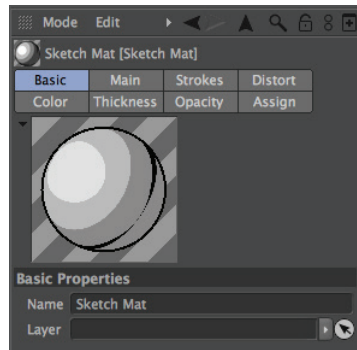 Mode Edit
Sketch Mat [Sketch Mat]
Basic Main Strokes Distort
Color Thickness Opacity Assign
Basic Properties
Name Sketch Mat
Layer